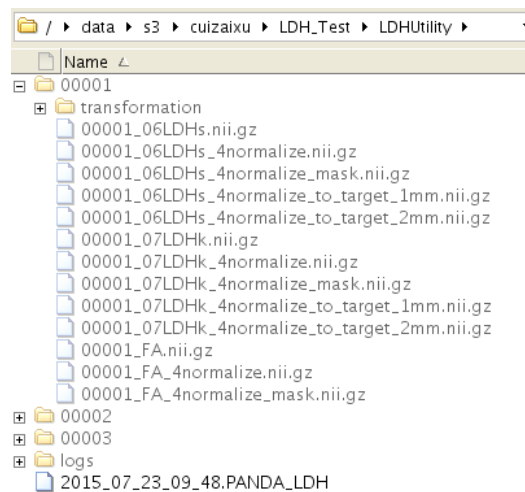 / data s3 cuizaixu LDH_Test LDHUtility
Name
00001
transformation
00001_06LDHs.nii.gz
00001_06LDHs_4normalize.nii.gz
00001_06LDHs_4normalize_mask.nii.gz
00001_06LDHs_4normalize_to_target_1mm.nii.gz
00001_06LDHs_4normalize_to_target_2mm.nii.gz
00001_07LDHk.nii.gz
00001_07LDHk_4normalize.nii.gz
00001_07LDHk_4normalize_mask.nii.gz
00001_07LDHk_4normalize_to_target_1mm.nii.gz
00001_07LDHk_4normalize_to_target_2mm.nii.gz
00001_FA.nii.gz
00001_FA_4normalize.nii.gz
00001_FA_4normalize_mask.nii.gz
00002
00003
logs
2015_07_23_09_48.PANDA_LDH